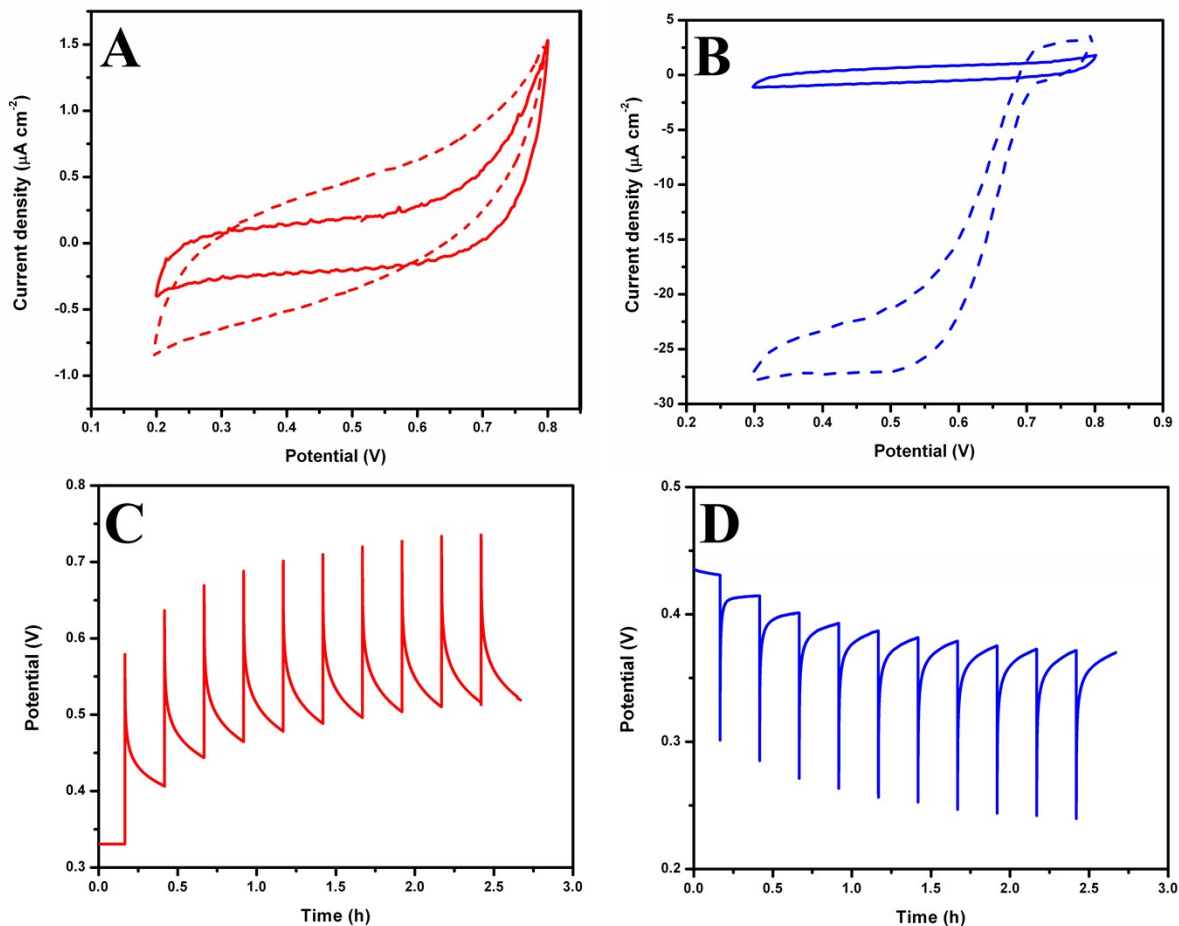 A
Current density (μA cm-2)
1.5
1.0
0.5
0.0
-0.5
-1.0
0.1 0.2 0.3 0.4 0.5 0.6 0.7 0.8
Potential (V)
B
Current density (μA cm-2)
5
0
-5
-10
-15
-20
-25
-30
0.2 0.3 0.4 0.5 0.6 0.7 0.8 0.9
Potential (V)
C
Potential (V)
0.8
0.7
0.6
0.5
0.4
0.3
0.0 0.5 1.0 1.5 2.0 2.5 3.0
Time (h)
D
Potential (V)
0.5
0.4
0.3
0.2
0.0 0.5 1.0 1.5 2.0 2.5 3.0
Time (h)